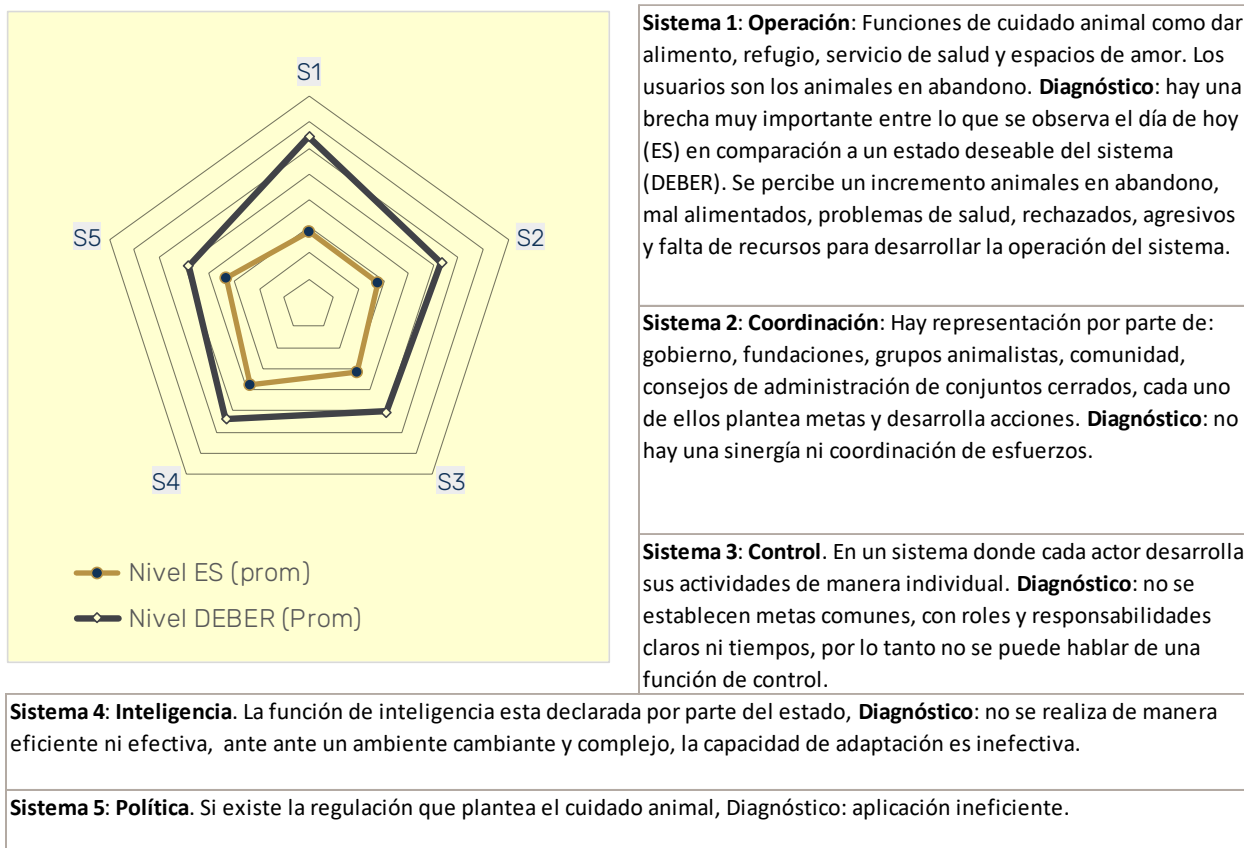 S1
S2
S3
S4
S5
Nivel ES (prom)
Nivel DEBER (Prom)
Sistema 1: Operación: Funciones de cuidado animal como dar
alimento, refugio, servicio de salud y espacios de amor. Los
usuarios son los animales en abandono. Diagnóstico: hay una
brecha muy importante entre lo que se observa el día de hoy
(ES) en comparación a un estado deseable del sistema
(DEBER). Se percibe un incremento animales en abandono,
mal alimentados, problemas de salud, rechazados, agresivos
y falta de recursos para desarrollar la operación del sistema.
Sistema 2: Coordinación: Hay representación por parte de:
gobierno, fundaciones, grupos animalistas, comunidad,
consejos de administración de conjuntos cerrados, cada uno
de ellos plantea metas y desarrolla acciones. Diagnóstico: no
hay una sinergía ni coordinación de esfuerzos.
Sistema 3: Control. En un sistema donde cada actor desarrolla
sus actividades de manera individual. Diagnóstico: no se
establecen metas comunes, con roles y responsabilidades
claros ni tiempos, por lo tanto no se puede hablar de una
función de control.
Sistema 4: Inteligencia. La función de inteligencia esta declarada por parte del estado, Diagnóstico: no se realiza de manera
eficiente ni efectiva, ante ante un ambiente cambiante y complejo, la capacidad de adaptación es inefectiva.
Sistema 5: Política. Si existe la regulación que plantea el cuidado animal, Diagnóstico: aplicación ineficiente.